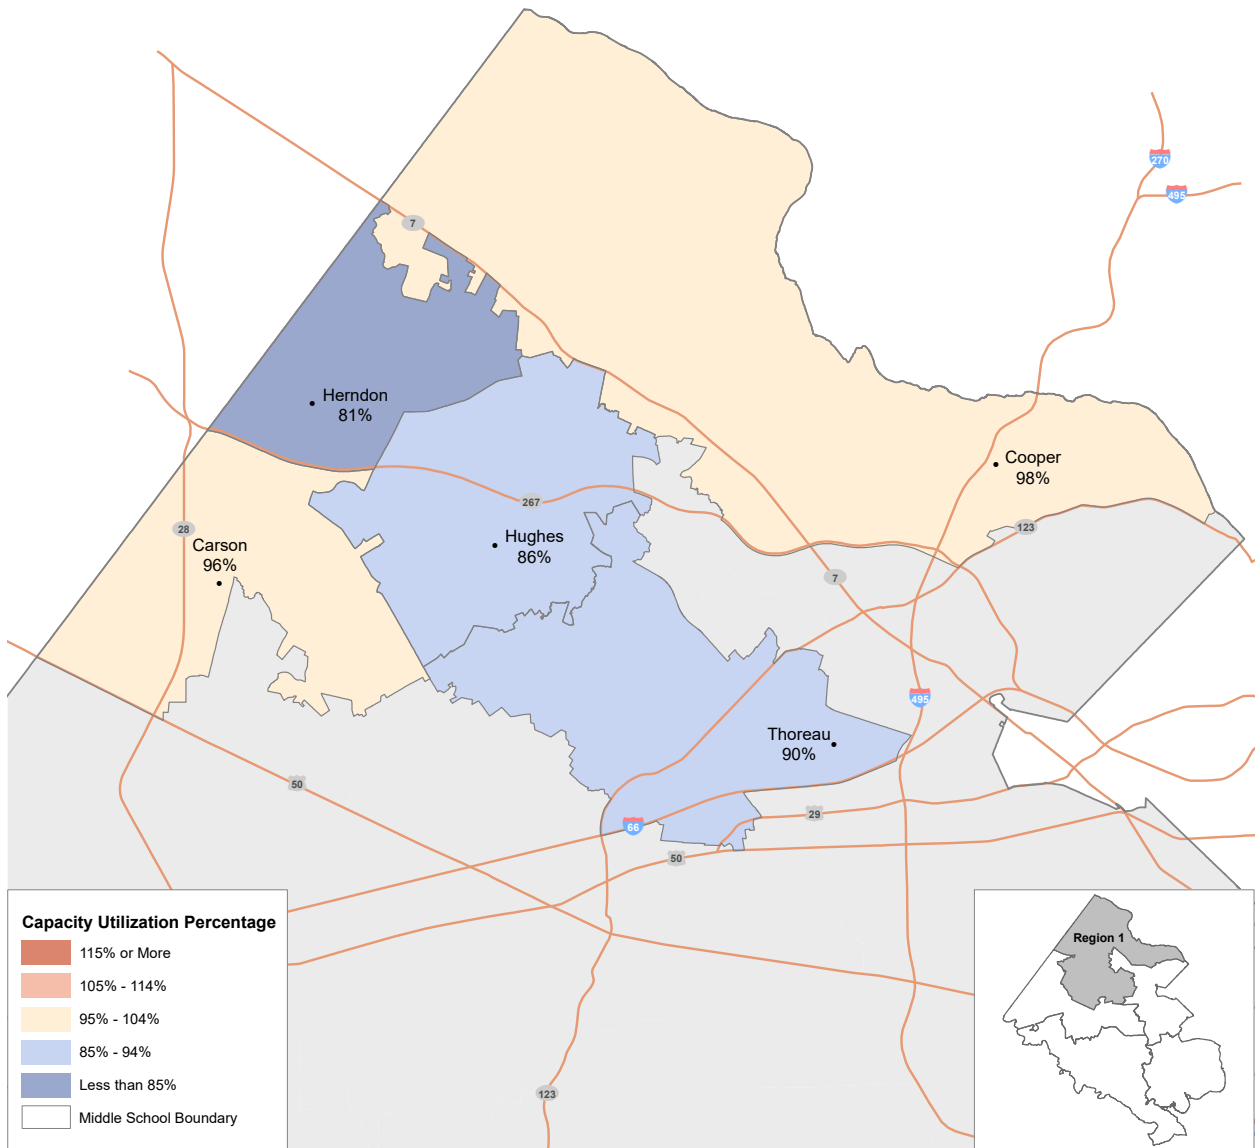 270
495
7
Herndon
81%
Cooper
98%
267
123
28
Carson
96%
Hughes
86%
7
495
Thoreau
90%
50
29
66
50
123
Capacity Utilization Percentage
115% or More
105% - 114%
95% - 104%
85% - 94%
Less than 85%
Middle School Boundary
Region 1